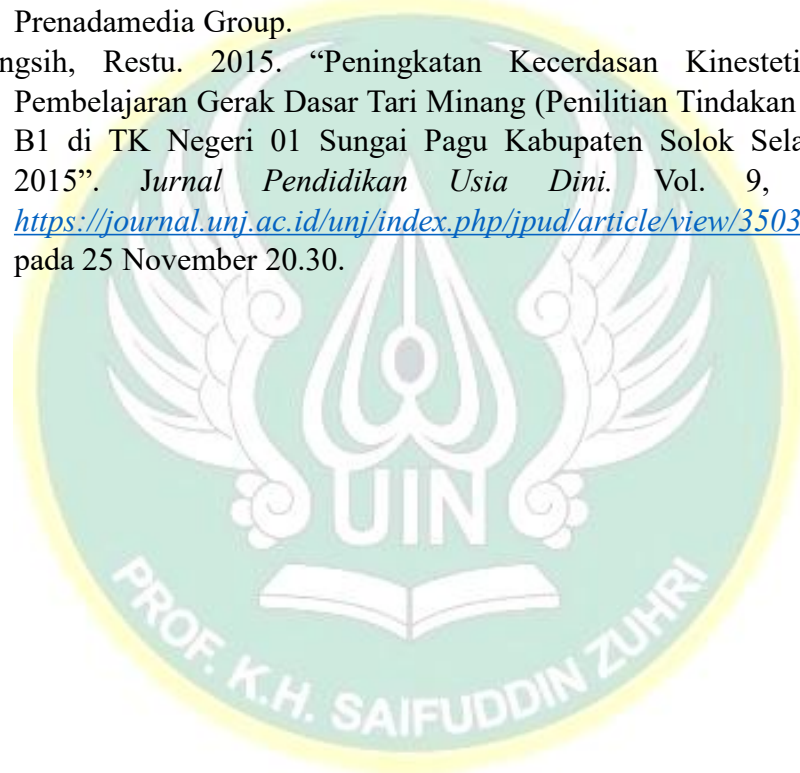 Prenadamedia Group.
ngsih, Restu. 2015. “Peningkatan Kecerdasan Kinesteti
Pembelajaran Gerak Dasar Tari Minang (Penilitian Tindakan
B1 di TK Negeri 01 Sungai Pagu Kabupaten Solok Sela
2015”. Jurnal Pendidikan Usia Dini. Vol. 9,
https://journal.unj.ac.id/unj/index.php/jpud/article/view/3503
pada 25 November 20.30.
UIN
PROF. K.H. SAIFUDDIN ZUHRI